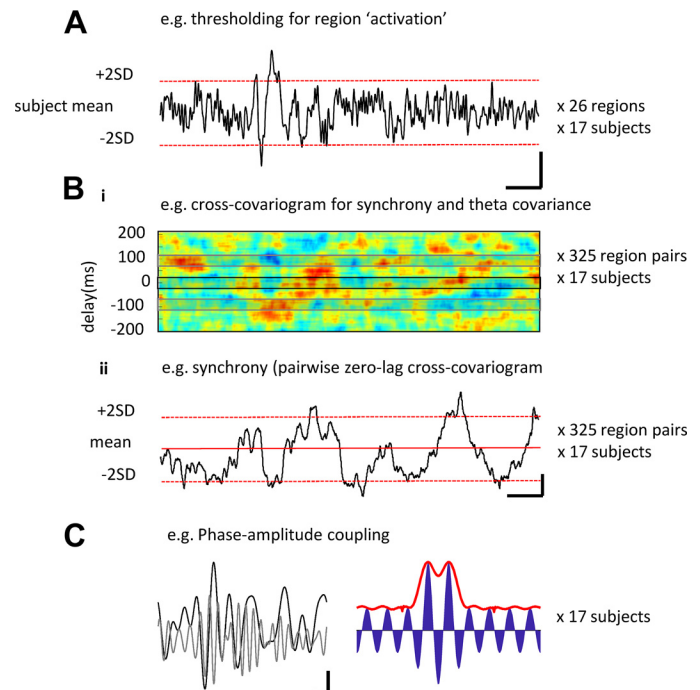 A
e.g. thresholding for region ‘activation’
+2SD
subject mean
-2SD
x 26 regions
x 17 subjects
B i
e.g. cross-covariogram for synchrony and theta covariance
200
100
0
-100
-200
delay(ms)
x 325 region pairs
x 17 subjects
ii
e.g. synchrony (pairwise zero-lag cross-covariogram
+2SD
mean
-2SD
x 325 region pairs
x 17 subjects
C
e.g. Phase-amplitude coupling
x 17 subjects